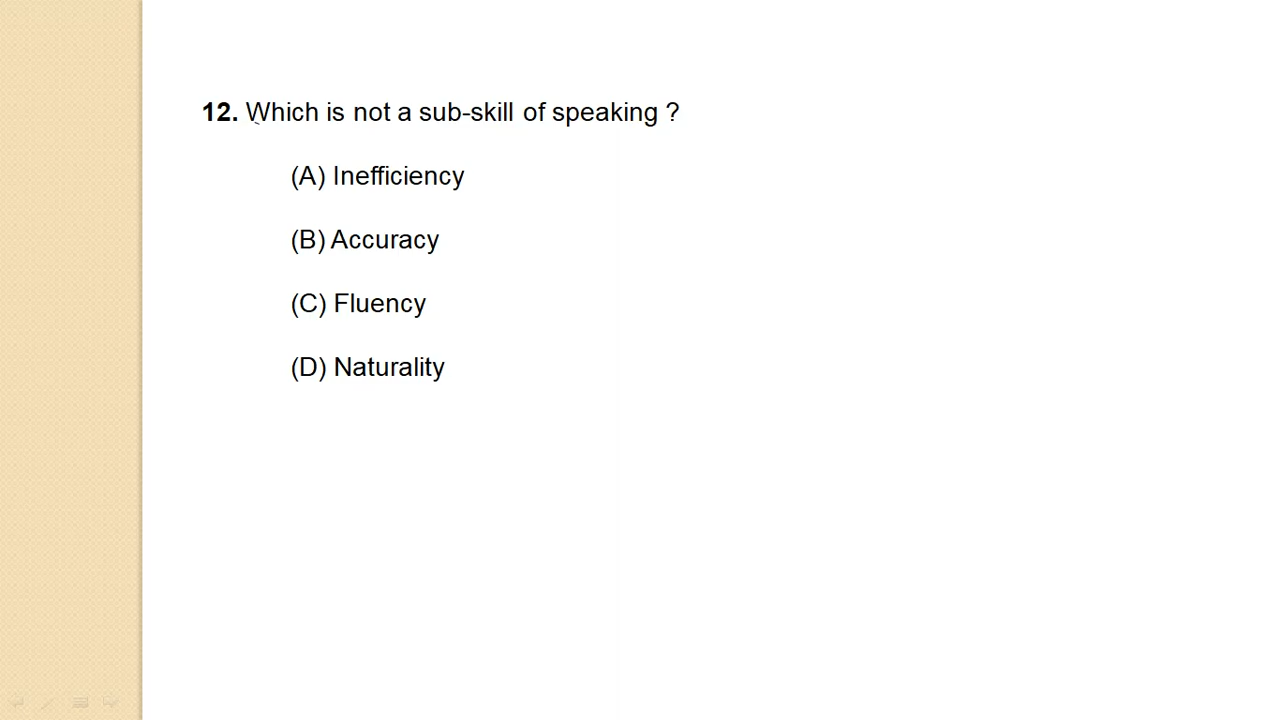 12. Which is not a sub-skill of speaking ?
(A) Inefficiency
(B) Accuracy
(C) Fluency
(D) Naturality